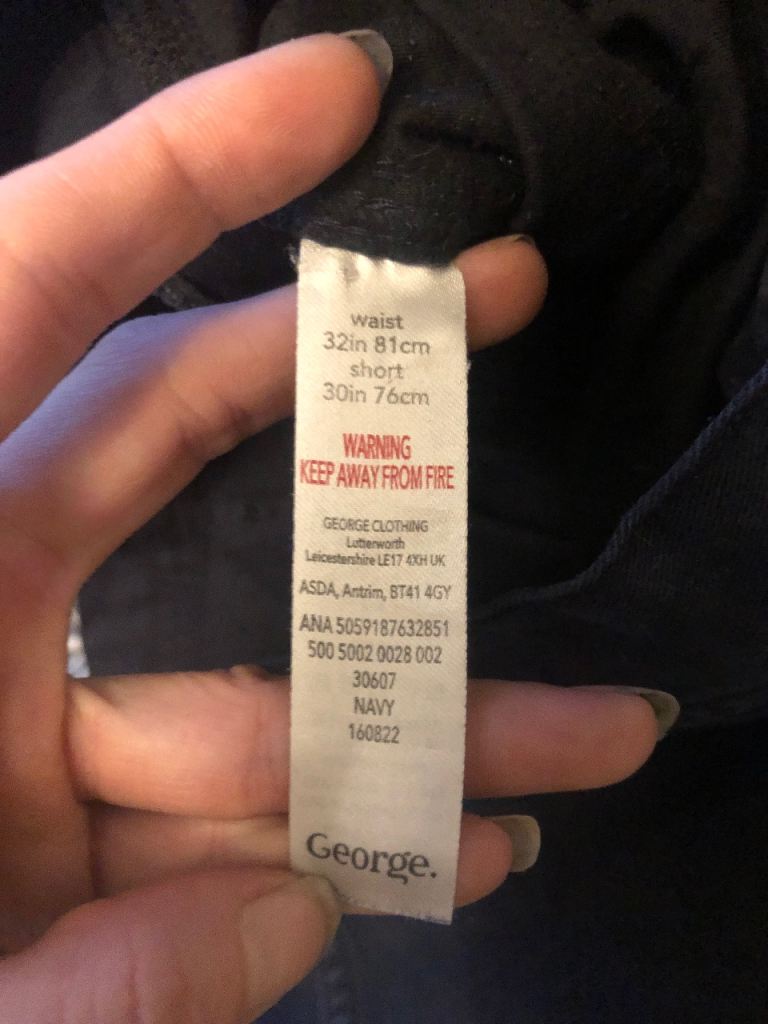 waist
32in 81cm
short
30in 76cm
WARNING
KEEP AWAY FROM FIRE
GEORGE CLOTHING
Lutterworth
Leicestershire LE17 4XH UK
ASDA, Antrim, BT41 4GY
ANA 5059187632851
500 5002 0028 002
30607
NAVY
160822
George.